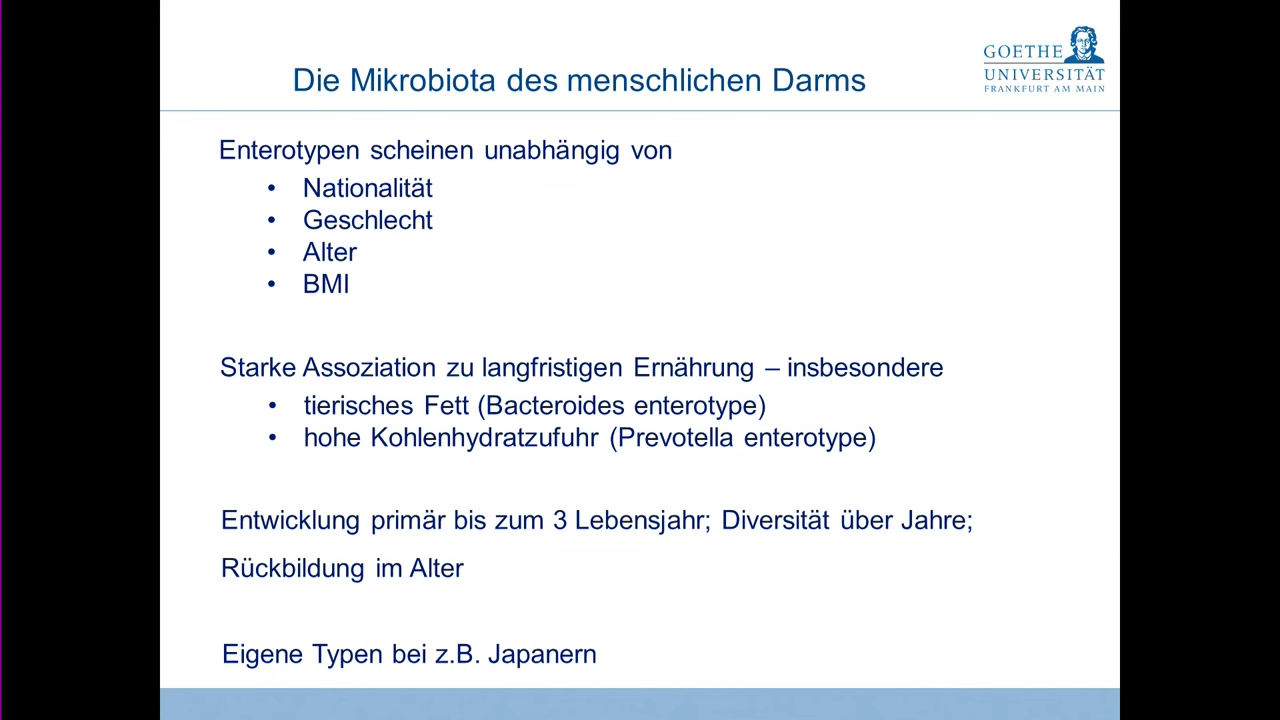 Die Mikrobiota des menschlichen Darms
GOETHE
UNIVERSITÄT
FRANKFURT AM MAIN
Enterotypen scheinen unabhängig von
• Nationalität
• Geschlecht
• Alter
• BMI
Starke Assoziation zu langfristigen Ernährung – insbesondere
• tierisches Fett (Bacteroides enterotype)
• hohe Kohlenhydratzufuhr (Prevotella enterotype)
Entwicklung primär bis zum 3 Lebensjahr; Diversität über Jahre;
Rückbildung im Alter
Eigene Typen bei z.B. Japanern